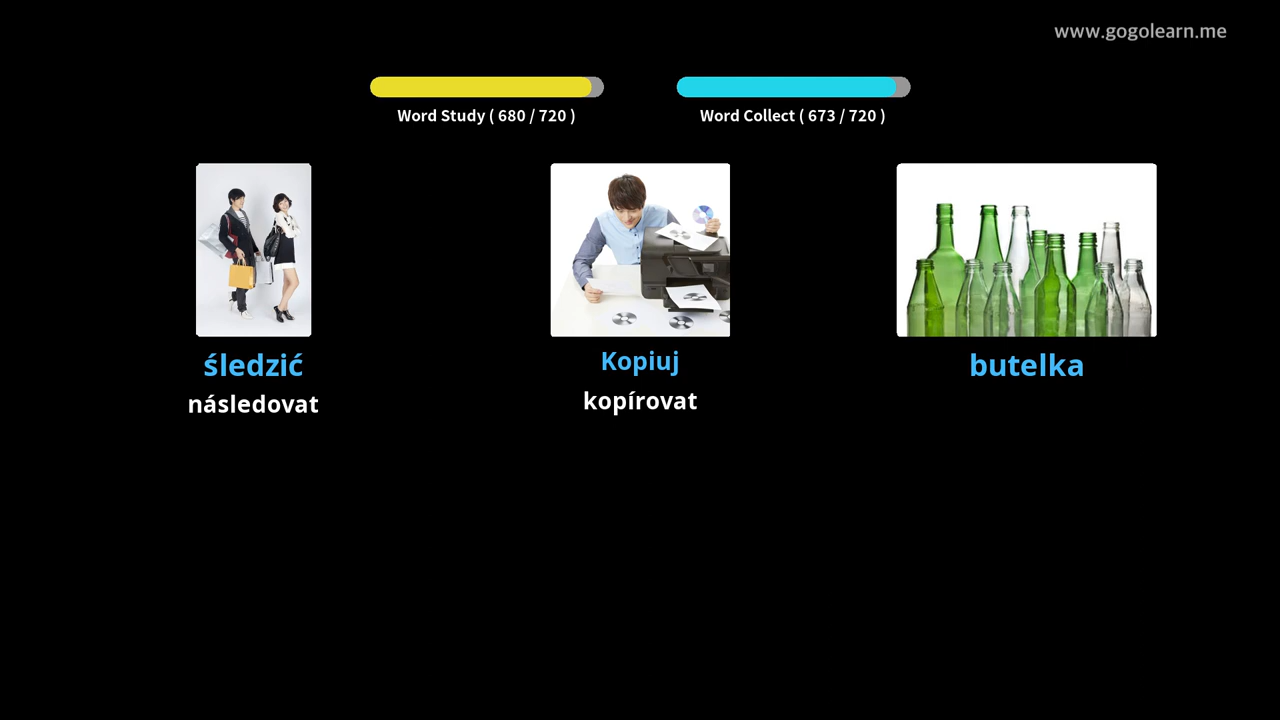 www.gogolearn.me
Word Study ( 680 / 720 )
Word Collect ( 673 / 720 )
śledzić
Kopiuj
butelka
následovat
kopírovat